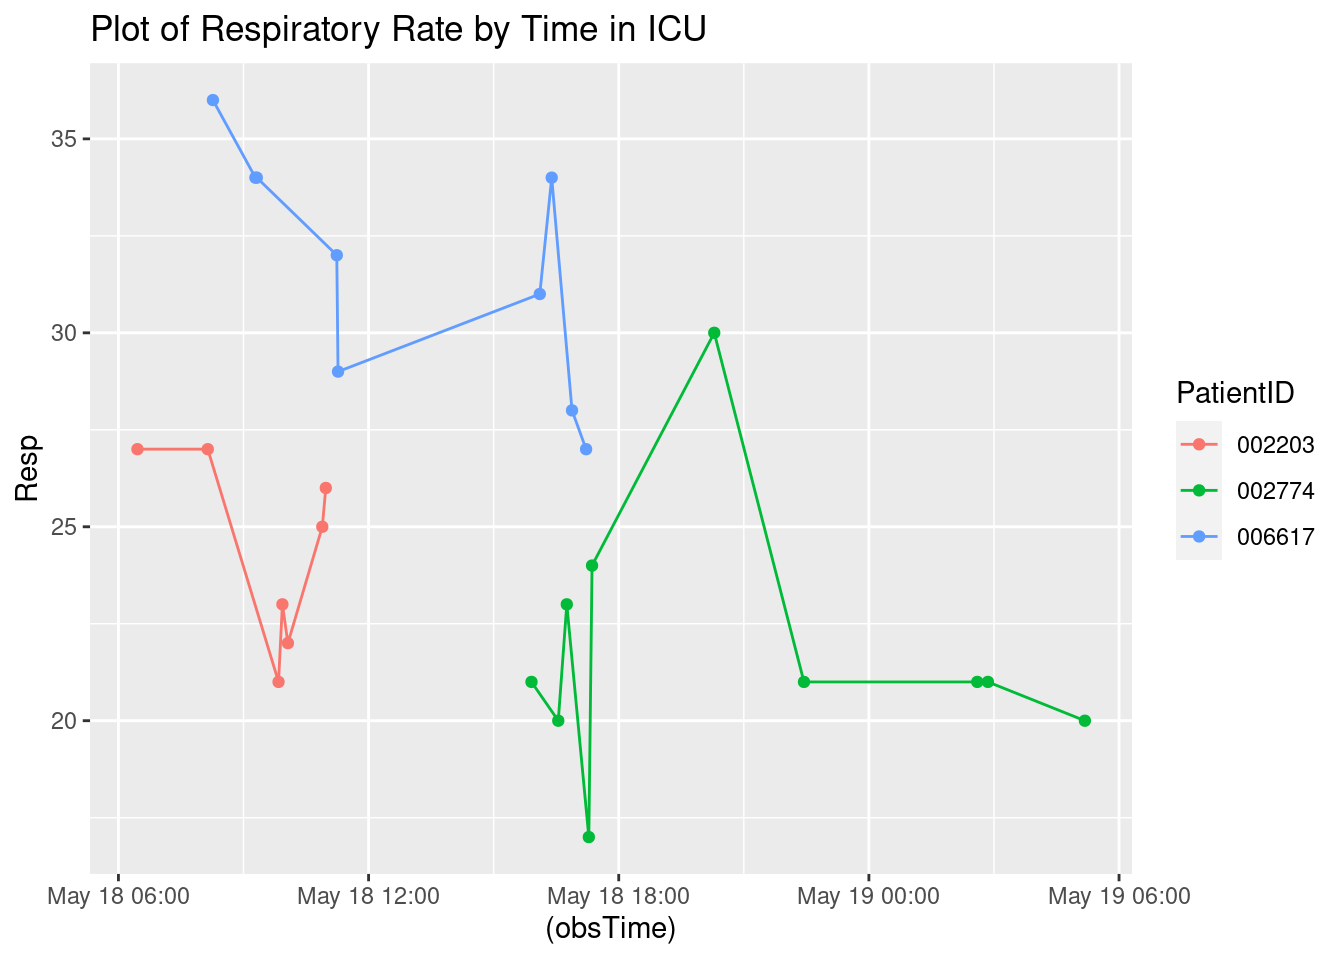 Plot of Respiratory Rate by Time in ICU
35
30
25
20
Resp
May 18 06:00
May 18 12:00
May 18 18:00
May 19 00:00
May 19 06:00
(obsTime)
PatientID
002203
002774
006617